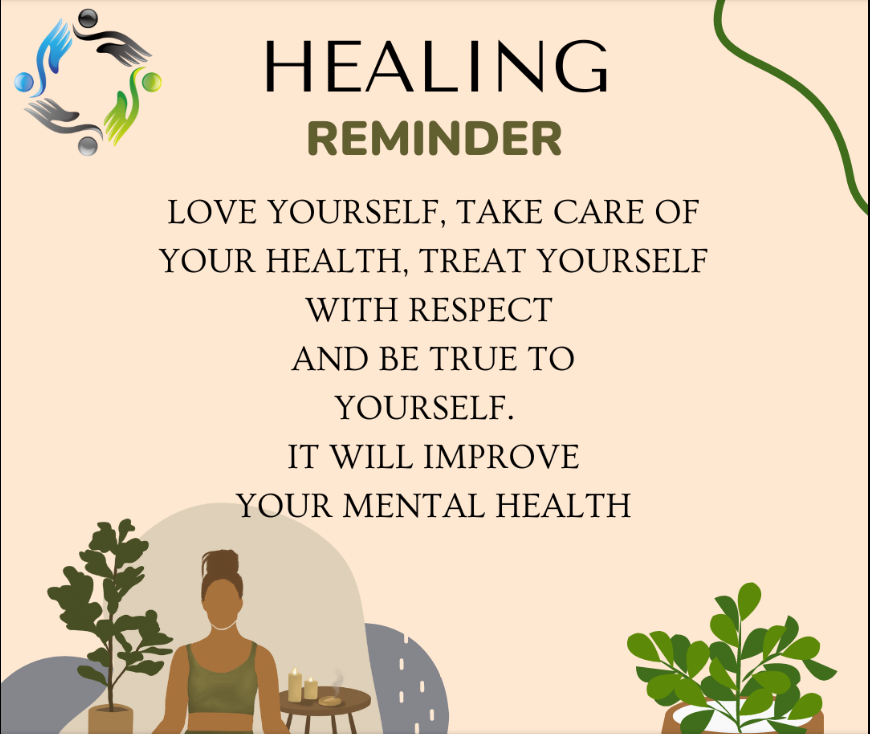 HEALING
REMINDER
LOVE YOURSELF, TAKE CARE OF
YOUR HEALTH, TREAT YOURSELF
WITH RESPECT
AND BE TRUE TO
YOURSELF.
IT WILL IMPROVE
YOUR MENTAL HEALTH